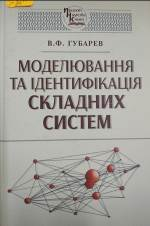 В.Ф. ГУБАРЕВ
МОДЕЛЮВАННЯ
ТА ІДЕНТИФІКАЦІЯ
СКЛАДНИХ
СИСТЕМ